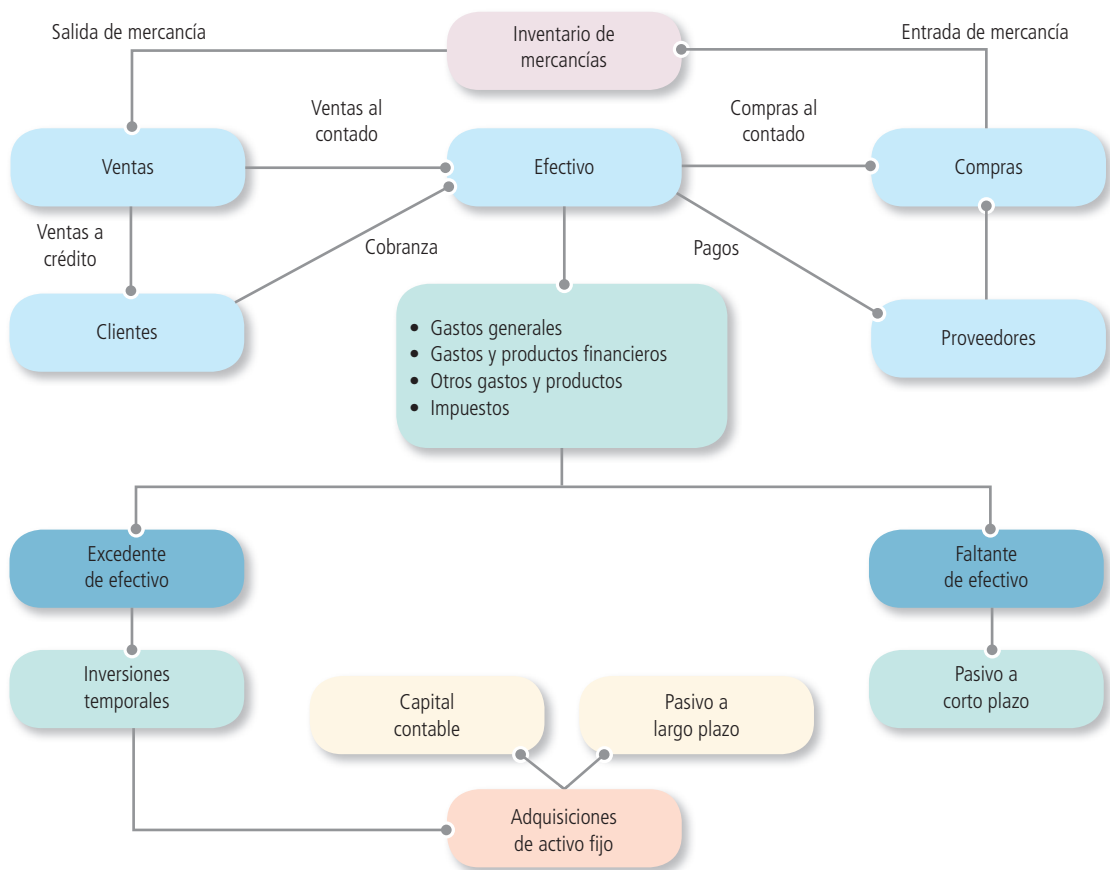 Salida de mercancía
Inventario de
mercancías
Entrada de mercancía
Ventas al
contado
Compras al
contado
Ventas
Efectivo
Compras
Ventas a
crédito
Cobranza
Pagos
Clientes
Proveedores
• Gastos generales
• Gastos y productos financieros
• Otros gastos y productos
• Impuestos
Excedente
de efectivo
Faltante
de efectivo
Inversiones
temporales
Capital
contable
Pasivo a
largo plazo
Pasivo a
corto plazo
Adquisiciones
de activo fijo